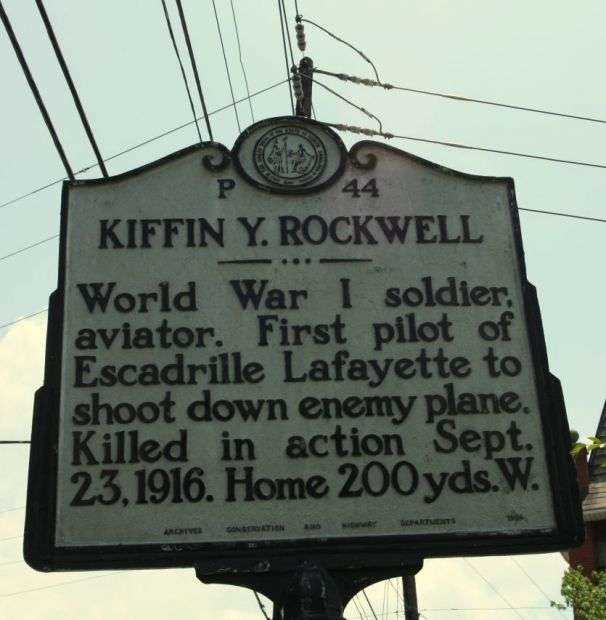 P 44
KIFFIN Y. ROCKWELL
World War I soldier,
aviator. First pilot of
Escadrille Lafayette to
shoot down enemy plane.
Killed in action Sept.
23, 1916. Home 200 yds. W.
ARCHIVES CONSERVATION AND HIGHWAY DEPARTMENTS